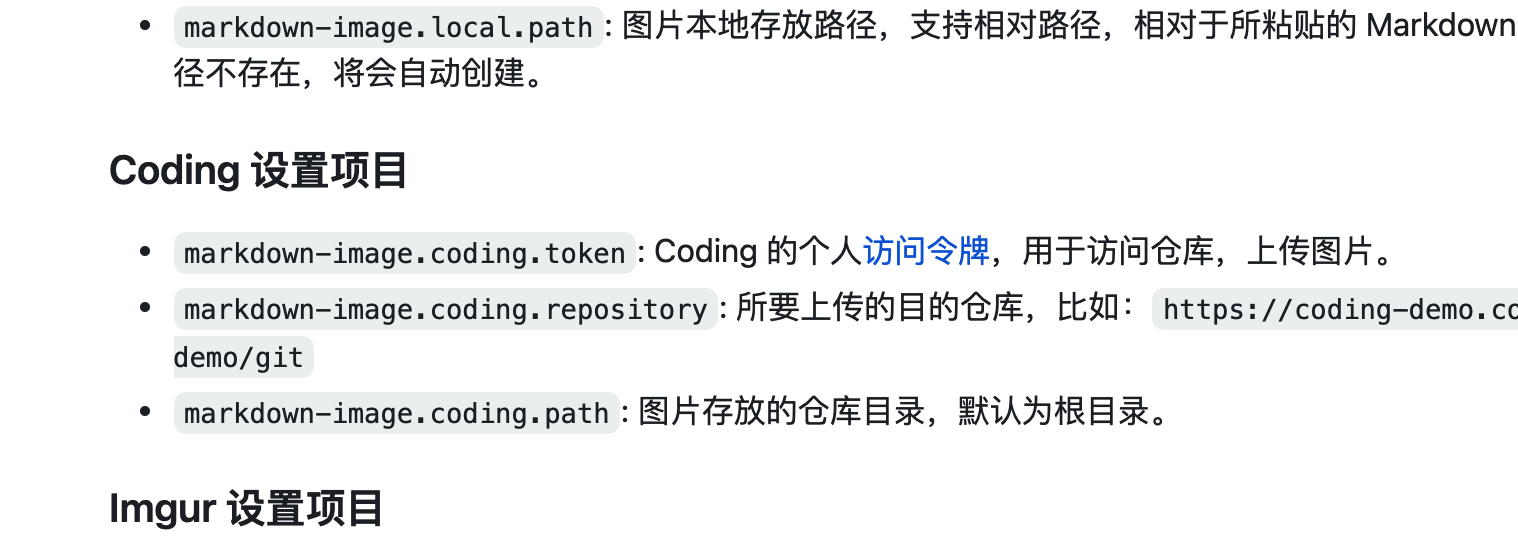 markdown-image.local.path: 图片本地存放路径，支持相对路径，相对于所粘贴的 Markdown
径不存在，将会自动创建。
Coding 设置项目
markdown-image.coding.token: Coding 的个人访问令牌，用于访问仓库，上传图片。
markdown-image.coding.repository: 所要上传的目的仓库，比如： https://coding-demo.co
demo/git
markdown-image.coding.path: 图片存放的仓库目录，默认为根目录。
Imgur 设置项目